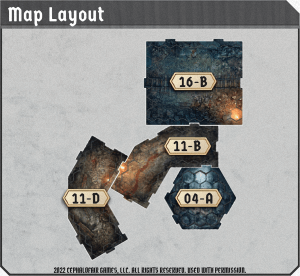 Map Layout
16-B
11-B
11-D
04-A
2022 CEPHALOFAIR GAMES, LLC. ALL RIGHTS RESERVED. USED WITH PERMISSION.